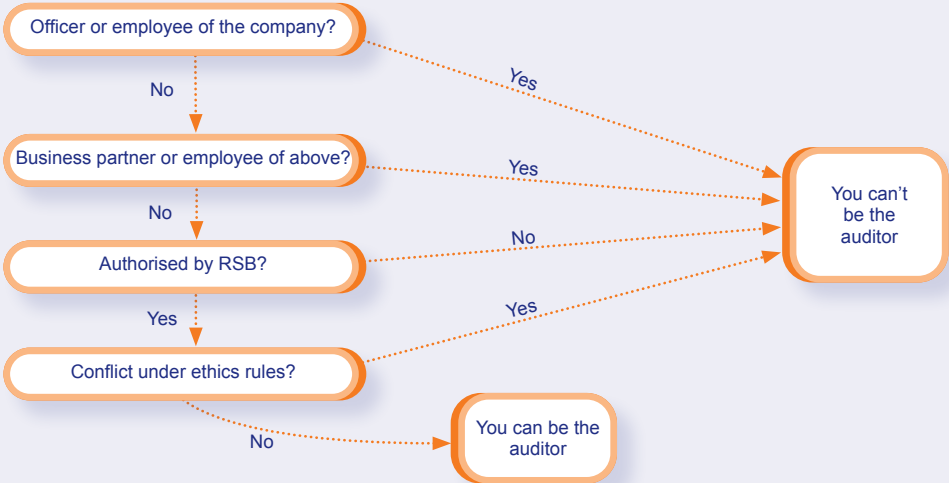 Officer or employee of the company?
Yes
No
Business partner or employee of above?
Yes
No
You can’t
be the
auditor
No
Authorised by RSB?
Yes
Yes
Conflict under ethics rules?
No
You can be the
auditor